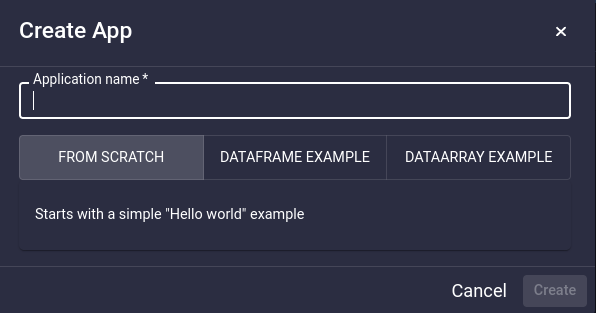 Create App
×
Application name *
FROM SCRATCH
DATAFRAME EXAMPLE
DATAARRAY EXAMPLE
Starts with a simple "Hello world" example
Cancel
Create